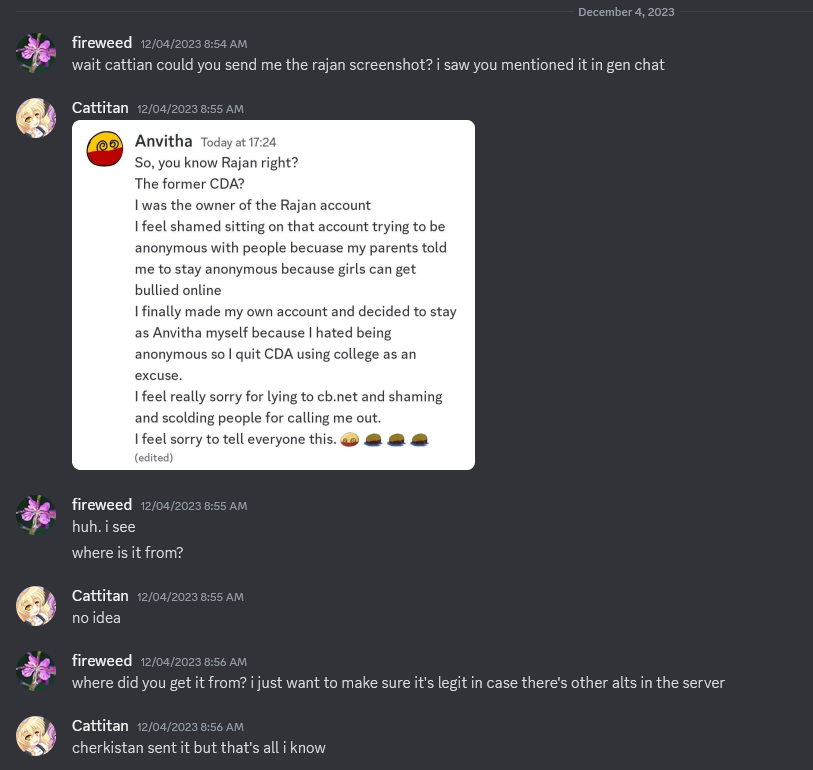 December 4, 2023
fireweed 12/04/2023 8:54 AM
wait cattian could you send me the rajan screenshot? i saw you mentioned it in gen chat
Cattitan 12/04/2023 8:55 AM
Anvitha Today at 17:24
So, you know Rajan right?
The former CDA?
I was the owner of the Rajan account
I feel shamed sitting on that account trying to be
anonymous with people becuase my parents told
me to stay anonymous because girls can get
bullied online
I finally made my own account and decided to stay
as Anvitha myself because I hated being
anonymous so I quit CDA using college as an
excuse.
I feel really sorry for lying to cb.net and shaming
and scolding people for calling me out.
I feel sorry to tell everyone this.
(edited)
fireweed 12/04/2023 8:55 AM
huh. i see
where is it from?
Cattitan 12/04/2023 8:55 AM
no idea
fireweed 12/04/2023 8:56 AM
where did you get it from? i just want to make sure it's legit in case there's other alts in the server
Cattitan 12/04/2023 8:56 AM
cherkistan sent it but that's all i know